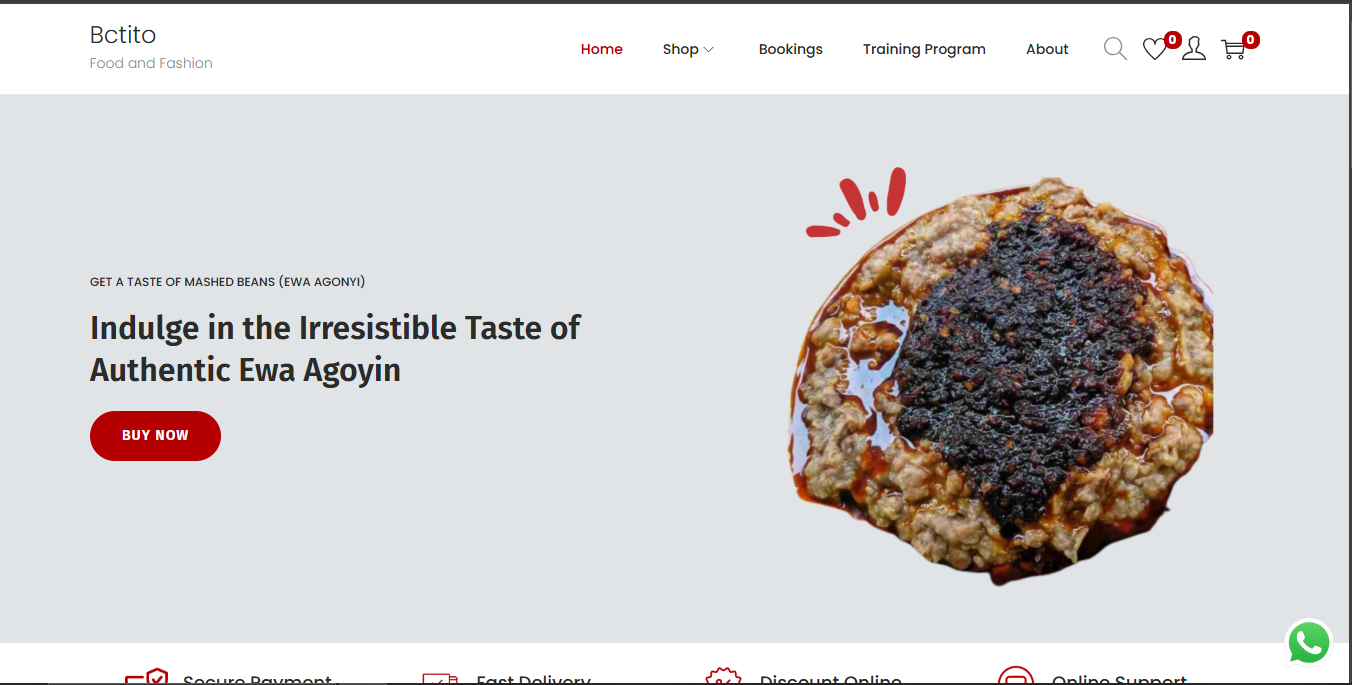 Bctito
Food and Fashion
Home Shop Bookings Training Program About 0 0
GET A TASTE OF MASHED BEANS (EWA AGONYI)
Indulge in the Irresistible Taste of
Authentic Ewa Agoyin
BUY NOW
Secure Payment Fast Delivery Discount Online Online Support